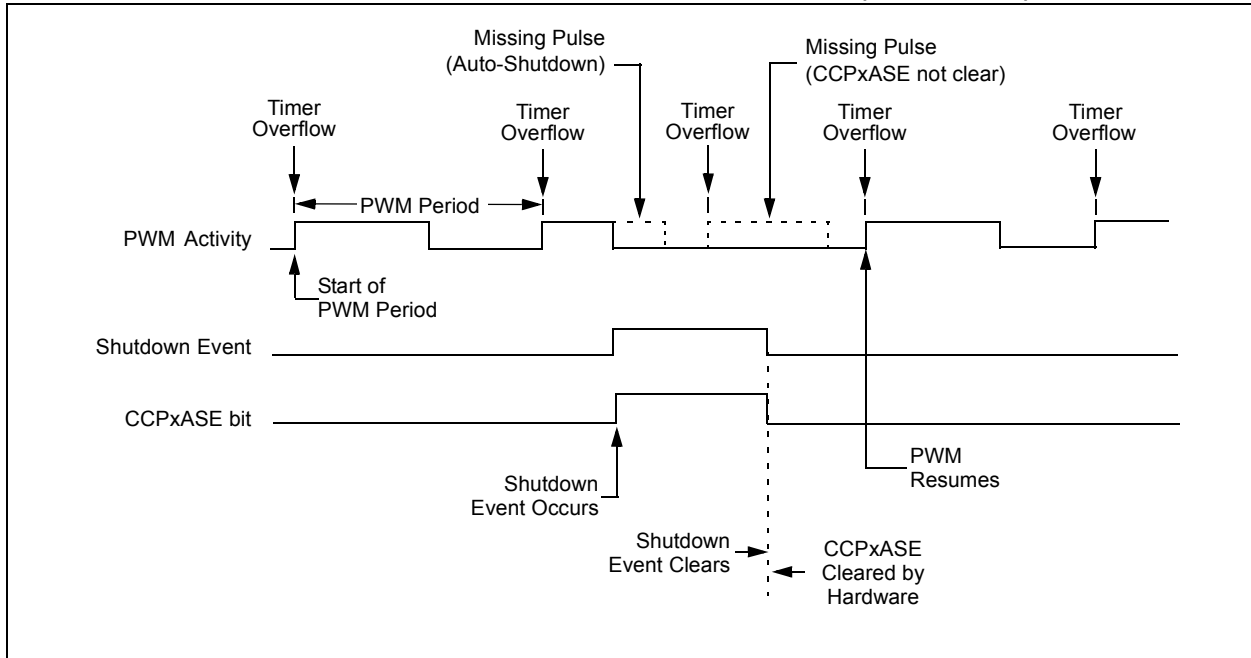 Missing Pulse
(Auto-Shutdown)
Missing Pulse
(CCPxASE not clear)
Timer
Overflow
Timer
Overflow
Timer
Overflow
Timer
Overflow
Timer
Overflow
PWM Period
PWM Activity
Start of
PWM Period
Shutdown Event
CCPxASE bit
Shutdown
Event Occurs
PWM
Resumes
Shutdown
Event Clears
CCPxASE
Cleared by
Hardware